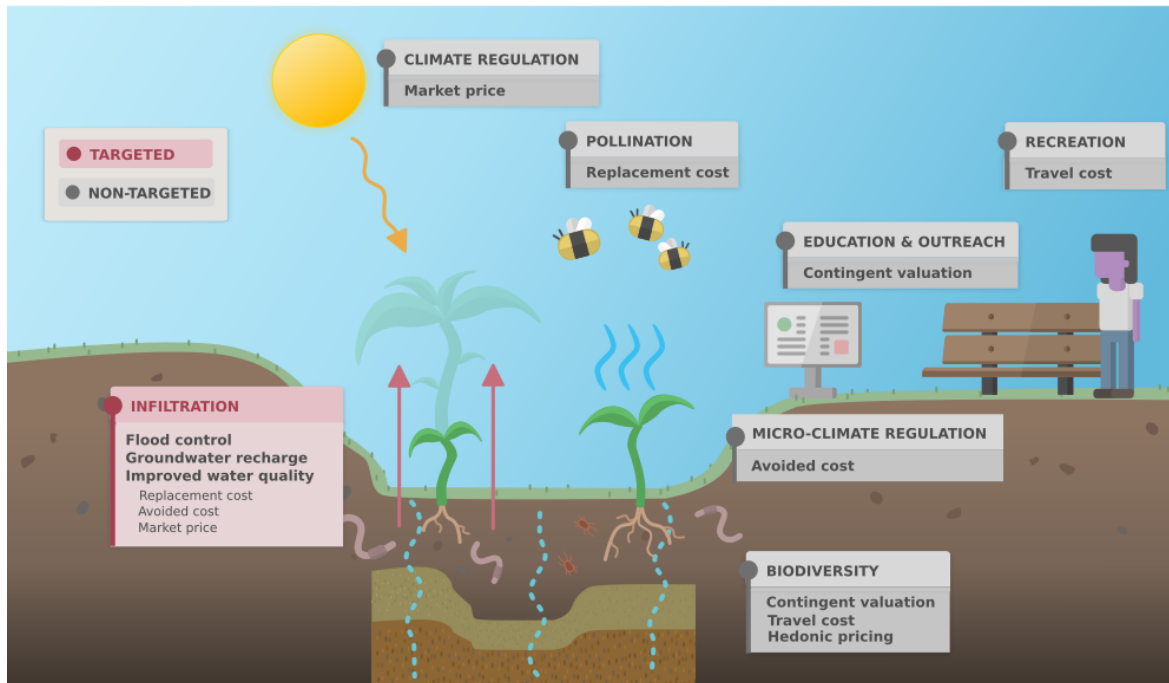 CLIMATE REGULATION
Market price
POLLINATION
Replacement cost
RECREATION
Travel cost
TARGETED
NON-TARGETED
EDUCATION & OUTREACH
Contingent valuation
INFILTRATION
Flood control
Groundwater recharge
Improved water quality
Replacement cost
Avoided cost
Market price
MICRO-CLIMATE REGULATION
Avoided cost
BIODIVERSITY
Contingent valuation
Travel cost
Hedonic pricing